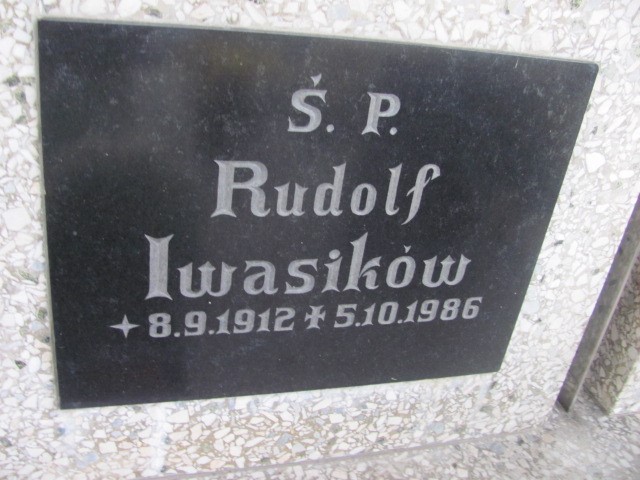 Ś. P.
Rudolf
Iwasików
8.9.1912 5.10.1986